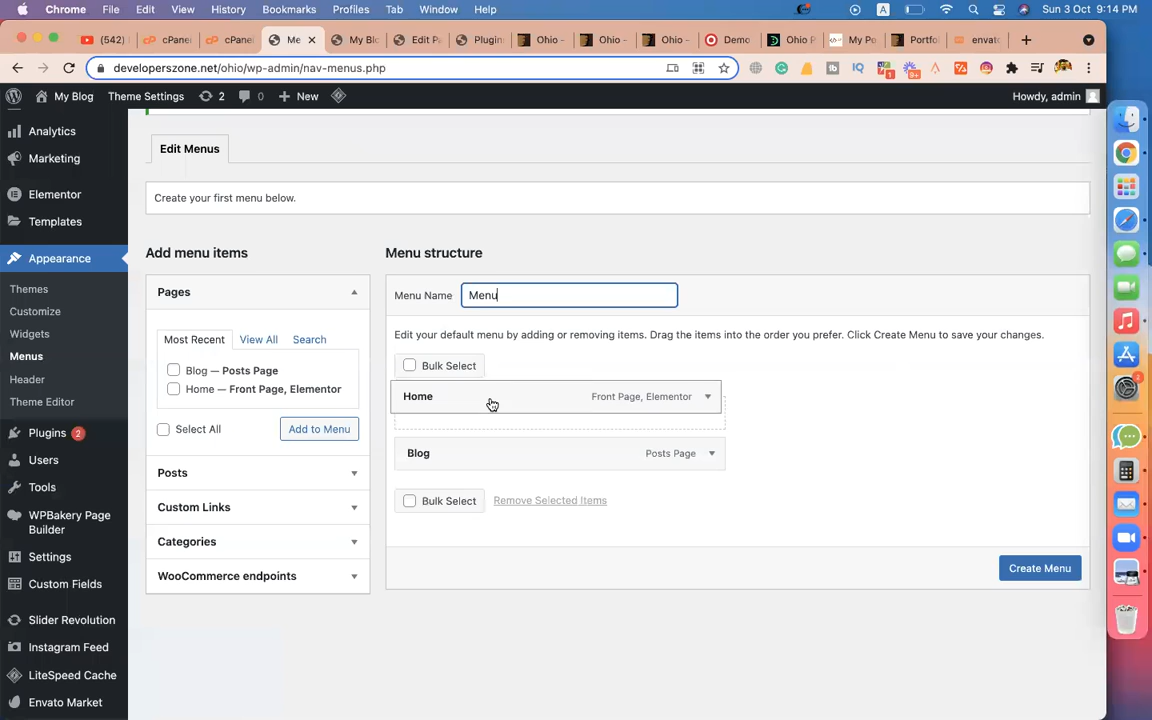 Chrome File Edit View History Bookmarks Profiles Tab Window Help A Sun 3 Oct 9:14 PM
(542) cPane cPane Me My Blo Edit P Plugin Ohio - Ohio - Ohio - Demo Ohio P My Po Portfol envato
developerszone.net/ohio/wp-admin/nav-menus.php
My Blog Theme Settings 2 0 New Howdy, admin
Analytics
Marketing
Elementor
Templates
Appearance
Themes
Customize
Widgets
Menus
Header
Theme Editor
Plugins 2
Users
Tools
WPBakery Page
Builder
Settings
Custom Fields
Slider Revolution
Instagram Feed
LiteSpeed Cache
Envato Market
Edit Menus
Create your first menu below.
Add menu items
Pages
Most Recent View All Search
Blog — Posts Page
Home — Front Page, Elementor
Select All Add to Menu
Posts
Custom Links
Categories
WooCommerce endpoints
Menu structure
Menu Name Menu
Edit your default menu by adding or removing items. Drag the items into the order you prefer. Click Create Menu to save your changes.
Bulk Select
Home Front Page, Elementor
Blog Posts Page
Bulk Select Remove Selected Items
Create Menu